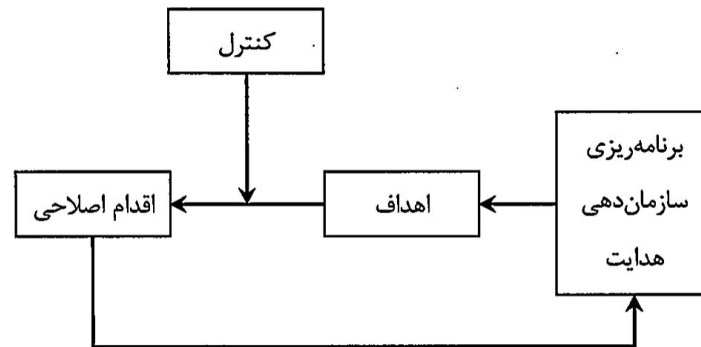 کنترل
برنامه‌ریزی
سازمان‌دهی
هدایت
اهداف
اقدام اصلاحی